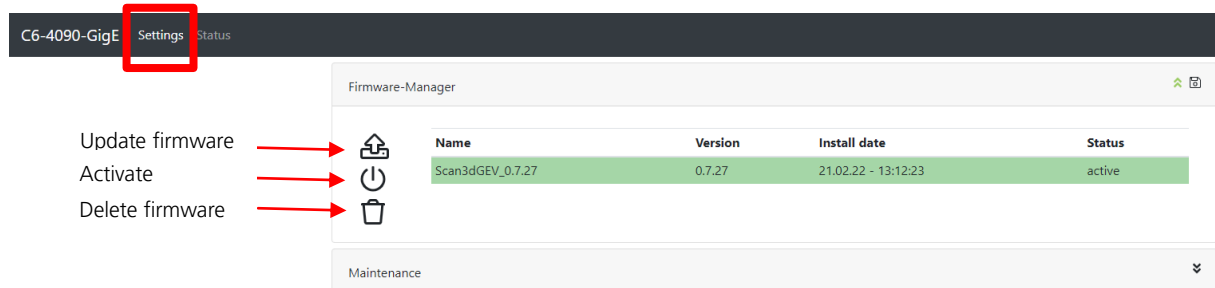 C6-4090-GigE Settings Status
Firmware-Manager
Update firmware
Activate
Delete firmware
Name Version Install date Status
Scan3dGEV_0.7.27 0.7.27 21.02.22 - 13:12:23 active
Maintenance